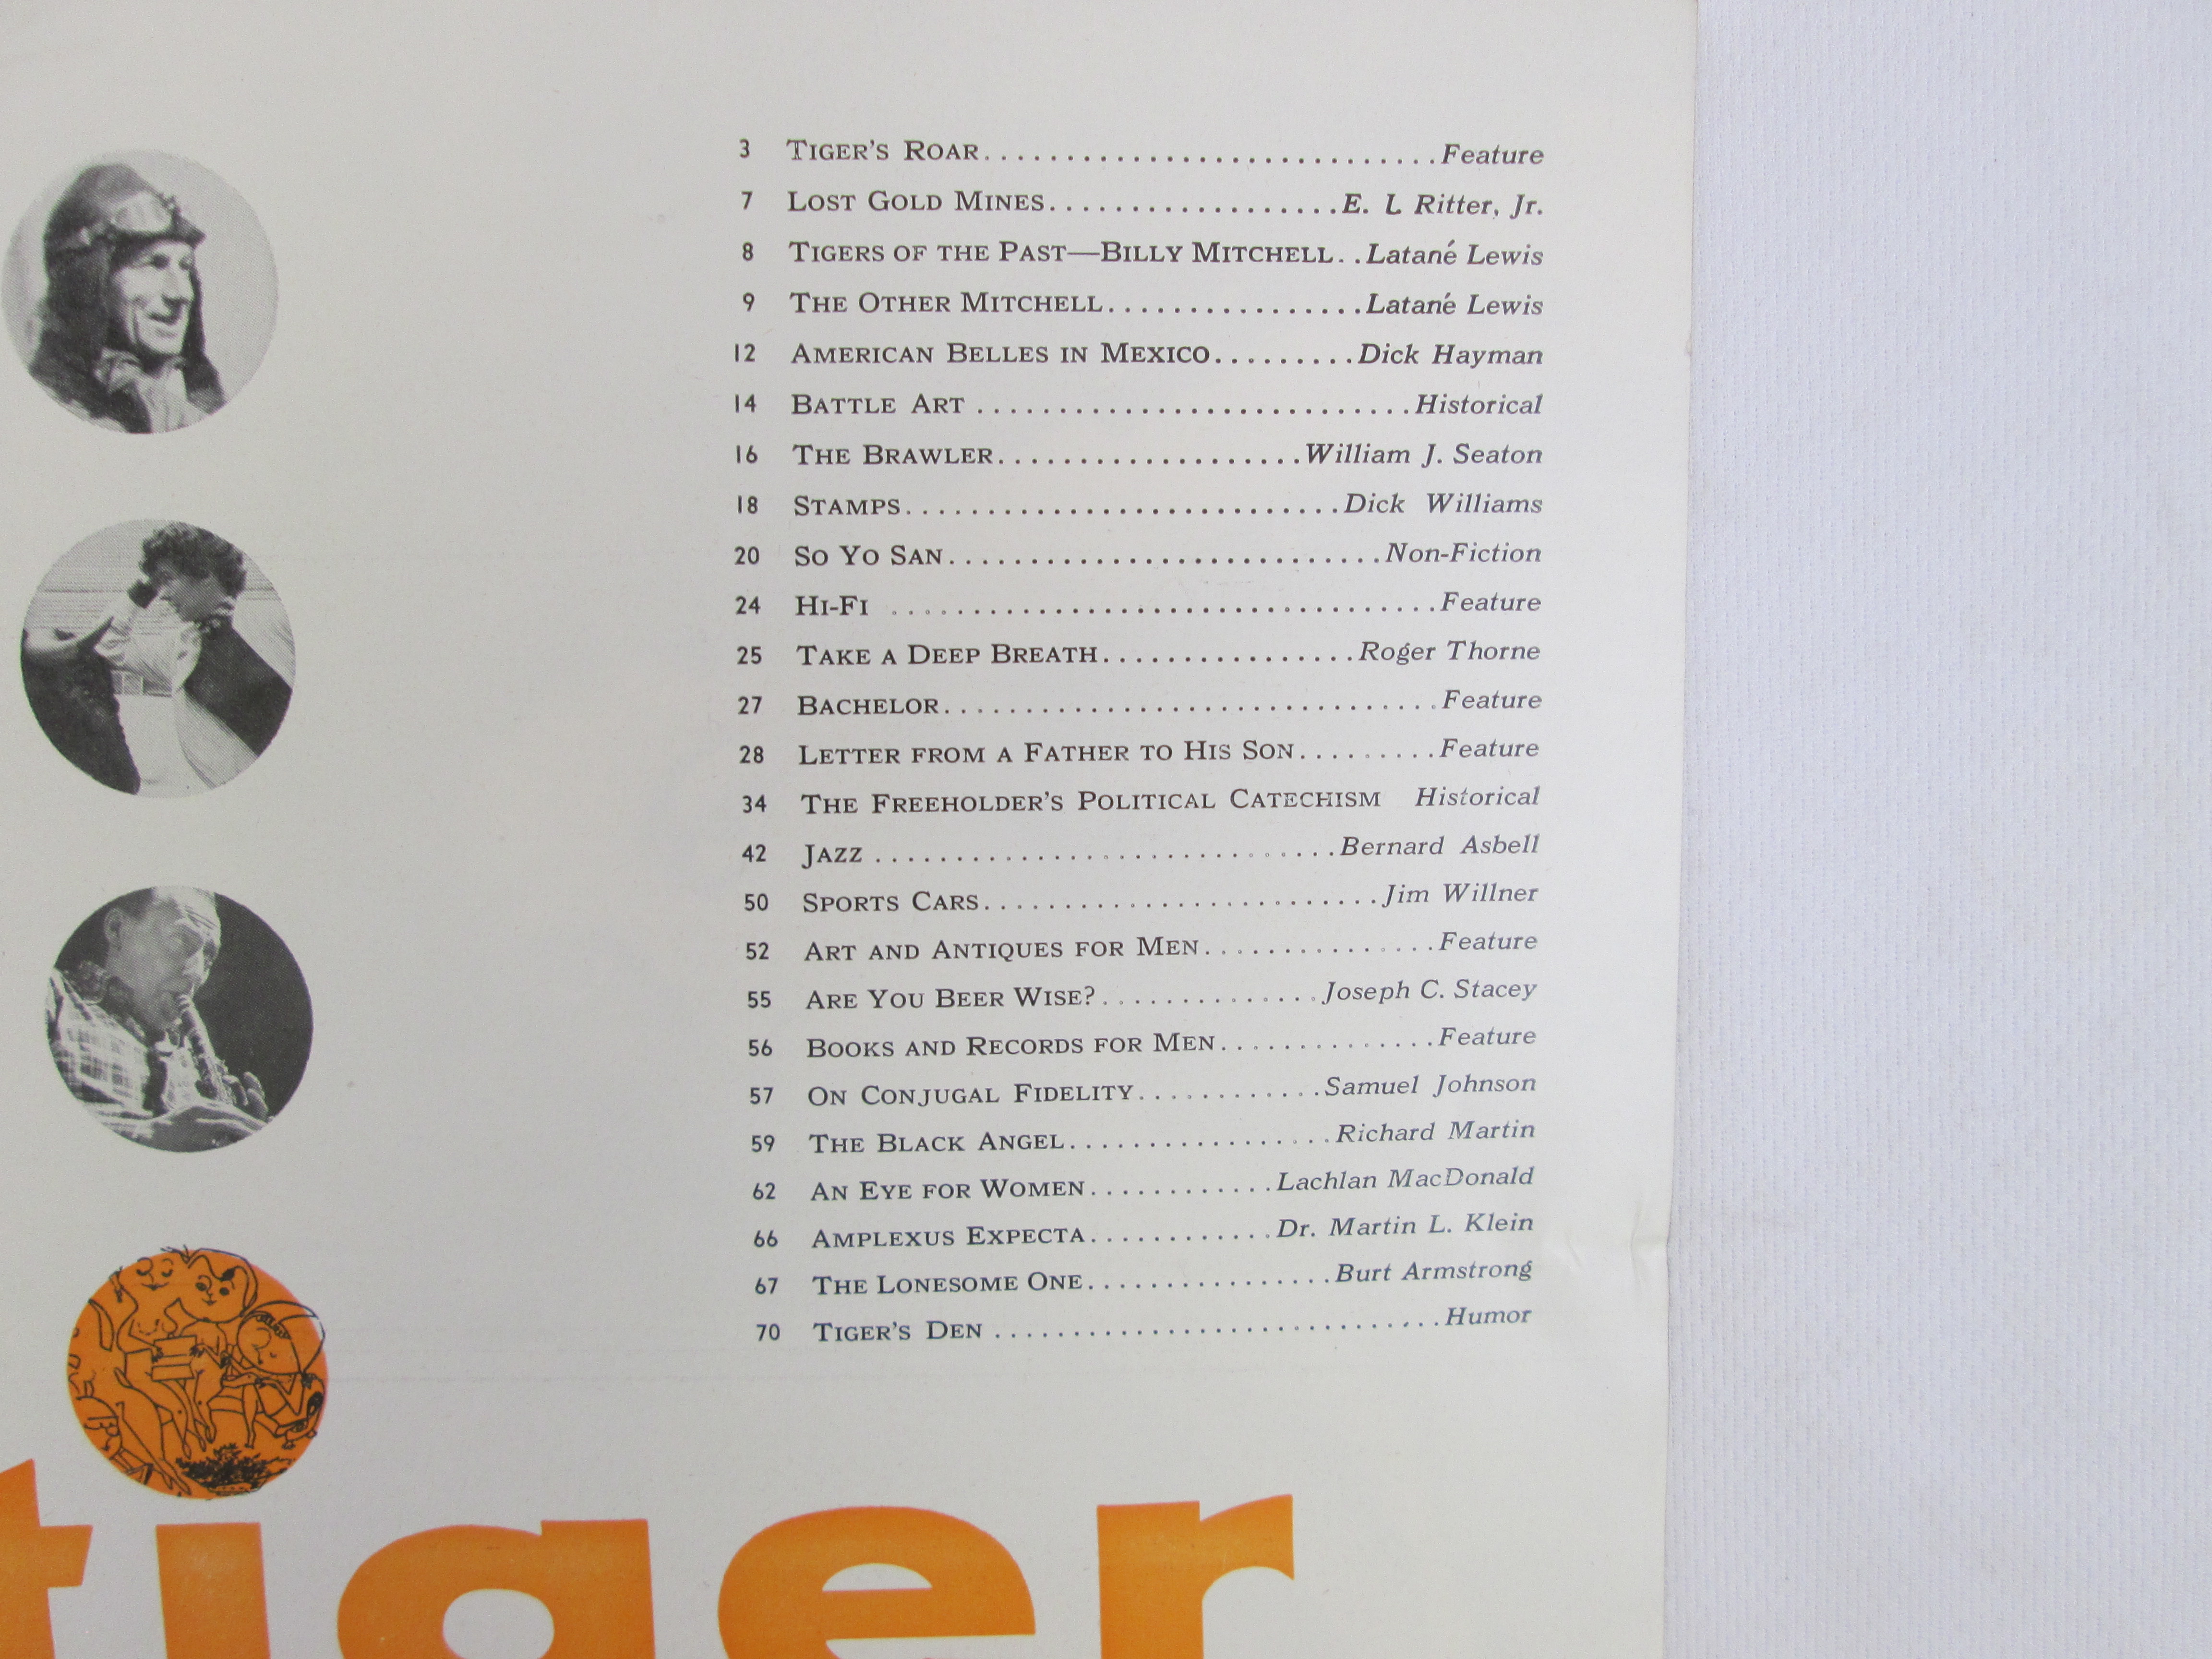 3 TIGER'S ROAR............................Feature
7 LOST GOLD MINES..................E. L Ritter, Jr.
8 TIGERS OF THE PAST—BILLY MITCHELL..Latané Lewis
9 THE OTHER MITCHELL................Latané Lewis
12 AMERICAN BELLES IN MEXICO.........Dick Hayman
14 BATTLE ART...........................Historical
16 THE BRAWLER...................William J. Seaton
18 STAMPS...........................Dick Williams
20 SO YO SAN...........................Non-Fiction
24 HI-FI..................................Feature
25 TAKE A DEEP BREATH................Roger Thorne
27 BACHELOR...............................Feature
28 LETTER FROM A FATHER TO HIS SON.........Feature
34 THE FREEHOLDER'S POLITICAL CATECHISM Historical
42 JAZZ.............................Bernard Asbell
50 SPORTS CARS.........................Jim Willner
52 ART AND ANTIQUES FOR MEN...............Feature
55 ARE YOU BEER WISE?..............Joseph C. Stacey
56 BOOKS AND RECORDS FOR MEN..............Feature
57 ON CONJUGAL FIDELITY............Samuel Johnson
59 THE BLACK ANGEL.................Richard Martin
62 AN EYE FOR WOMEN............Lachlan MacDonald
66 AMPLEXUS EXPECTA............Dr. Martin L. Klein
67 THE LONESOME ONE................Burt Armstrong
70 TIGER'S DEN............................Humor
tiger